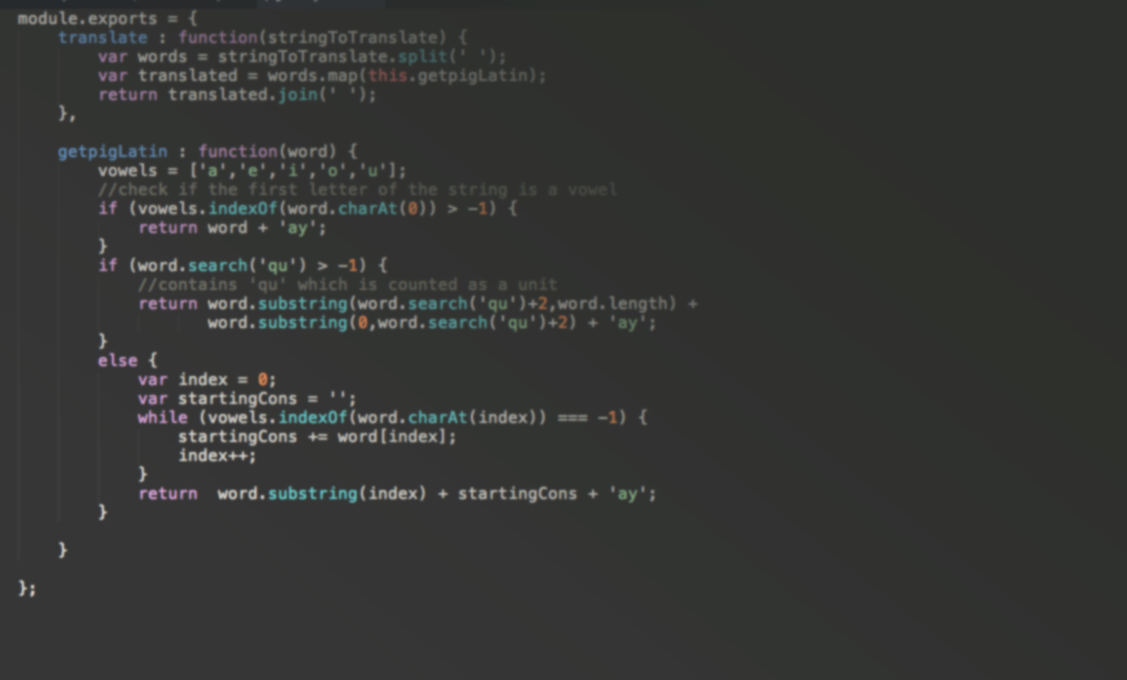 module.exports = {
    translate : function(stringToTranslate) {
        var words = stringToTranslate.split(' ');
        var translated = words.map(this.getpigLatin);
        return translated.join(' ');
    },

    getpigLatin : function(word) {
        vowels = ['a','e','i','o','u'];
        //check if the first letter of the string is a vowel
        if (vowels.indexOf(word.charAt(0)) > -1) {
            return word + 'ay';
        }
        if (word.search('qu') > -1) {
            //contains 'qu' which is counted as a unit
            return word.substring(word.search('qu')+2,word.length) +
                   word.substring(0,word.search('qu')+2) + 'ay';
        }
        else {
            var index = 0;
            var startingCons = '';
            while (vowels.indexOf(word.charAt(index)) === -1) {
                startingCons += word[index];
                index++;
            }
            return  word.substring(index) + startingCons + 'ay';
        }

    }

};